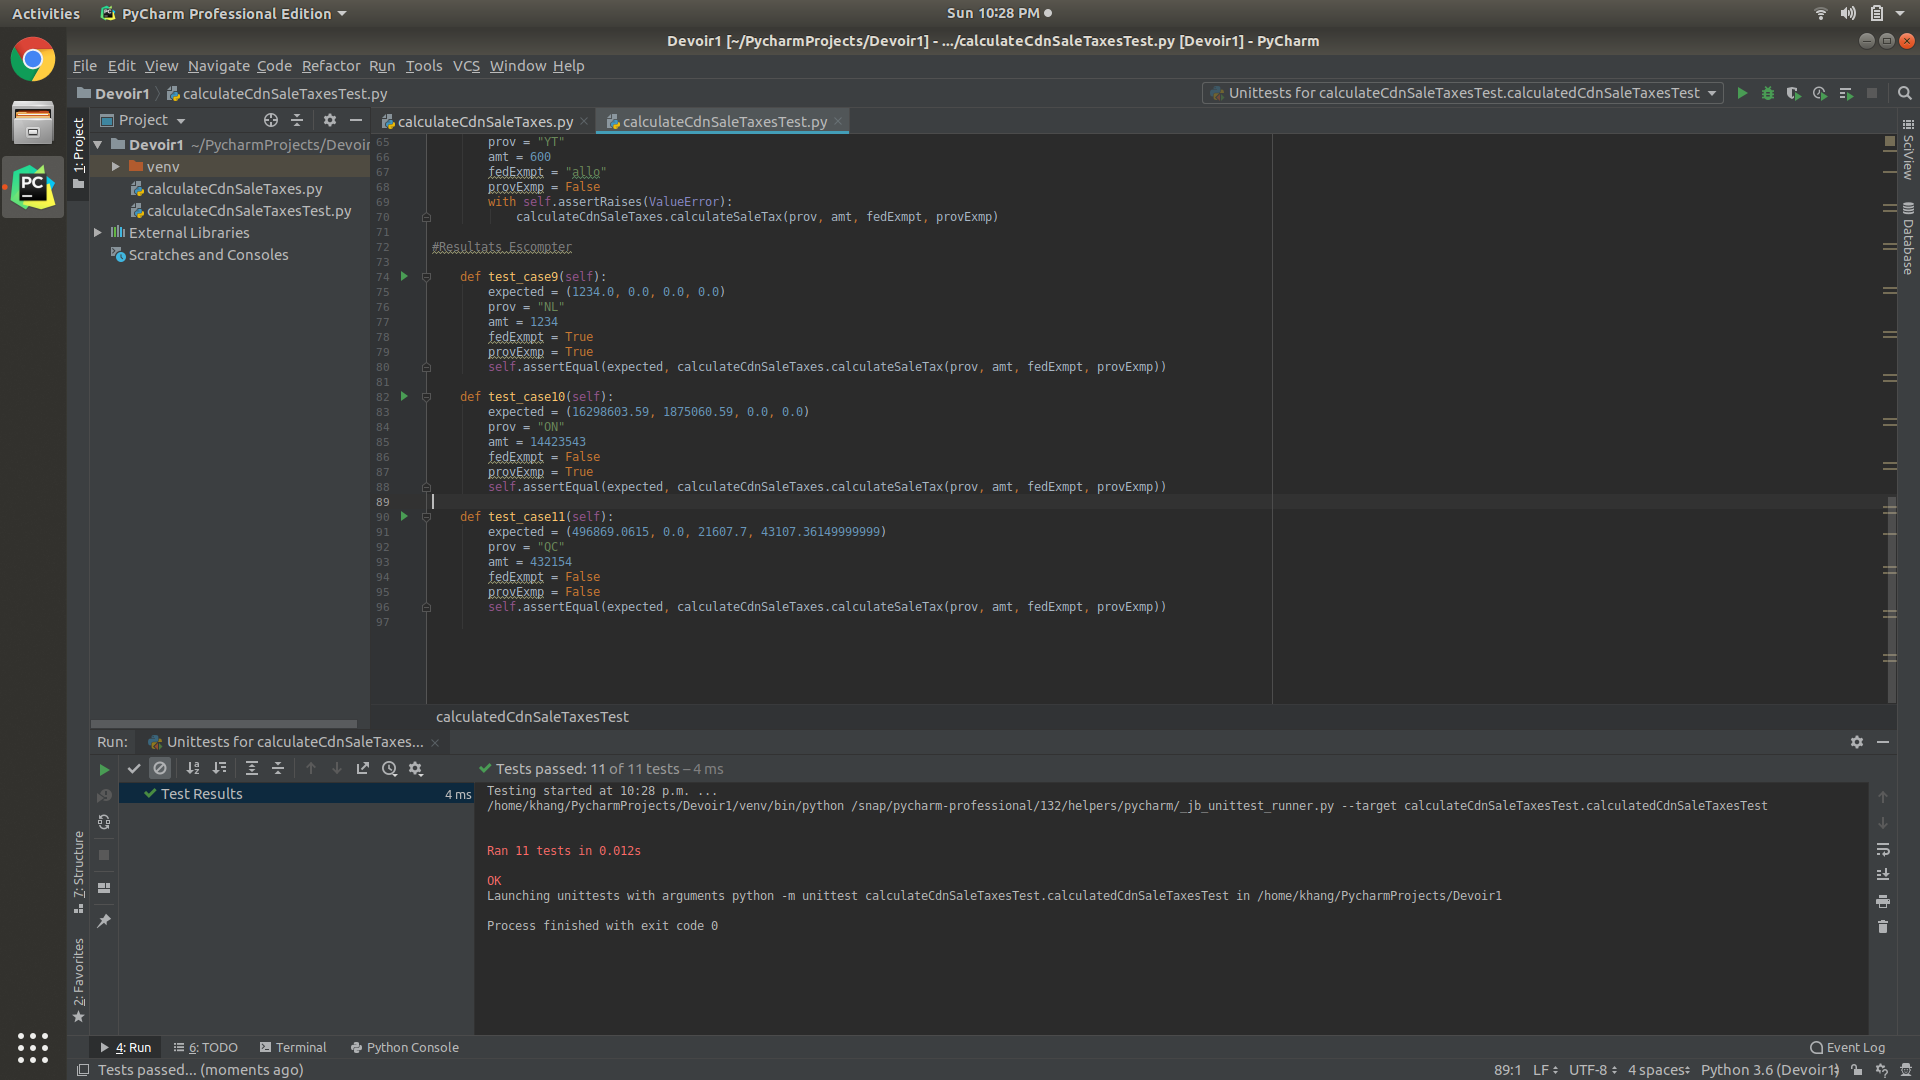 Activities PyCharm Professional Edition Sun 10:28 PM
Devoir1 [~/PycharmProjects/Devoir1] - .../calculateCdnSaleTaxesTest.py [Devoir1] - PyCharm
File Edit View Navigate Code Refactor Run Tools VCS Window Help
Devoir1 calculateCdnSaleTaxesTest.py Unittests for calculateCdnSaleTaxesTest.calculatedCdnSaleTaxesTest
Project calculateCdnSaleTaxes.py calculateCdnSaleTaxesTest.py
1: Project
Devoir1 ~/PycharmProjects/Devoir
venv
calculateCdnSaleTaxes.py
calculateCdnSaleTaxesTest.py
External Libraries
Scratches and Consoles
65 prov = "YT"
66 amt = 600
67 fedExmpt = "allo"
68 provExmp = False
69 with self.assertRaises(ValueError):
70 calculateCdnSaleTaxes.calculateSaleTax(prov, amt, fedExmpt, provExmp)
71
72 #Resultats Escompter
73
74 def test_case9(self):
75 expected = (1234.0, 0.0, 0.0, 0.0)
76 prov = "NL"
77 amt = 1234
78 fedExmpt = True
79 provExmp = True
80 self.assertEqual(expected, calculateCdnSaleTaxes.calculateSaleTax(prov, amt, fedExmpt, provExmp))
81
82 def test_case10(self):
83 expected = (16298603.59, 1875060.59, 0.0, 0.0)
84 prov = "ON"
85 amt = 14423543
86 fedExmpt = False
87 provExmp = True
88 self.assertEqual(expected, calculateCdnSaleTaxes.calculateSaleTax(prov, amt, fedExmpt, provExmp))
89
90 def test_case11(self):
91 expected = (496869.0615, 0.0, 21607.7, 43107.36149999999)
92 prov = "QC"
93 amt = 432154
94 fedExmpt = False
95 provExmp = False
96 self.assertEqual(expected, calculateCdnSaleTaxes.calculateSaleTax(prov, amt, fedExmpt, provExmp))
97
calculatedCdnSaleTaxesTest
SciView
Database
Run: Unittests for calculateCdnSaleTaxes...
Tests passed: 11 of 11 tests – 4 ms
Test Results 4 ms
Testing started at 10:28 p.m. ...
/home/khang/PycharmProjects/Devoir1/venv/bin/python /snap/pycharm-professional/132/helpers/pycharm/_jb_unittest_runner.py --target calculateCdnSaleTaxesTest.calculatedCdnSaleTaxesTest
Ran 11 tests in 0.012s
OK
Launching unittests with arguments python -m unittest calculateCdnSaleTaxesTest.calculatedCdnSaleTaxesTest in /home/khang/PycharmProjects/Devoir1
Process finished with exit code 0
7: Structure
2: Favorites
4: Run 6: TODO Terminal Python Console Event Log
Tests passed... (moments ago) 89:1 LF UTF-8 4 spaces Python 3.6 (Devoir1)